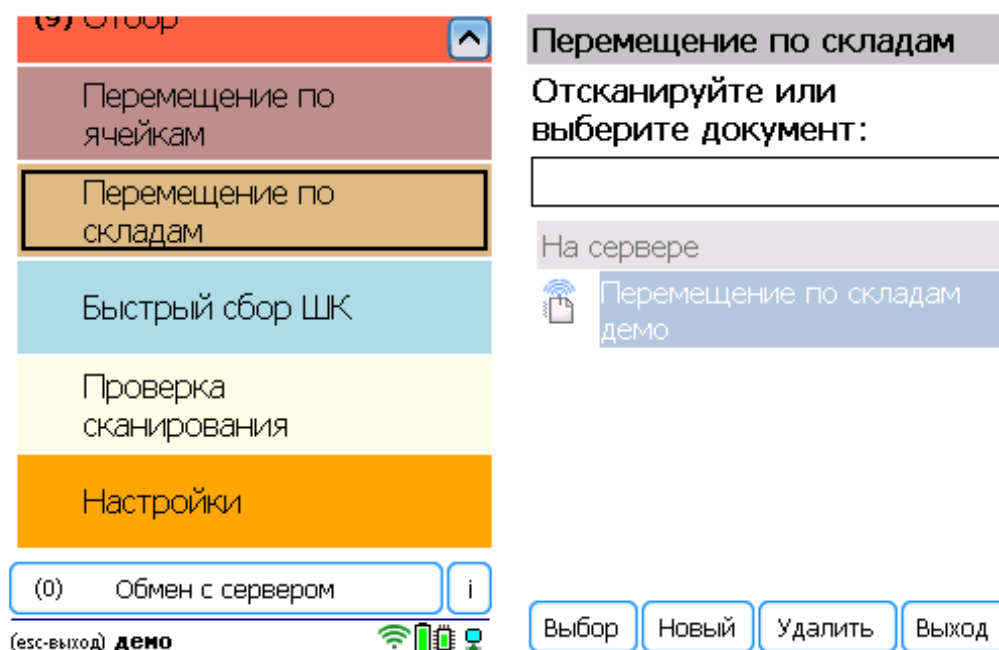 (9) Отбор
Перемещение по
ячейкам
Перемещение по
складам
Быстрый сбор ШК
Проверка
сканирования
Настройки
(0) Обмен с сервером i
(esc-выход) демо
Перемещение по складам
Отсканируйте или
выберите документ:
На сервере
Перемещение по складам
демо
Выбор Новый Удалить Выход